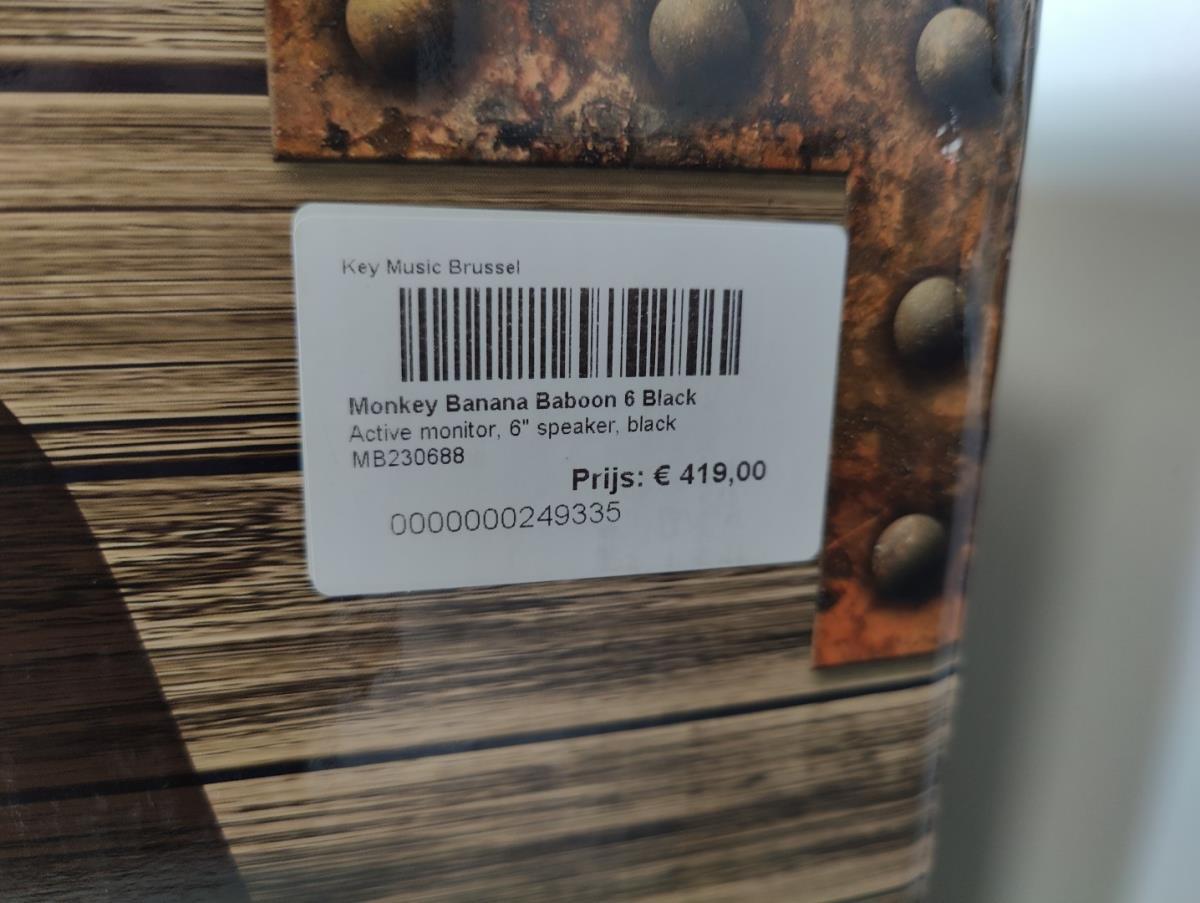 Key Music Brussel
Monkey Banana Baboon 6 Black
Active monitor, 6" speaker, black
MB230688
Prijs: € 419,00
0000000249335